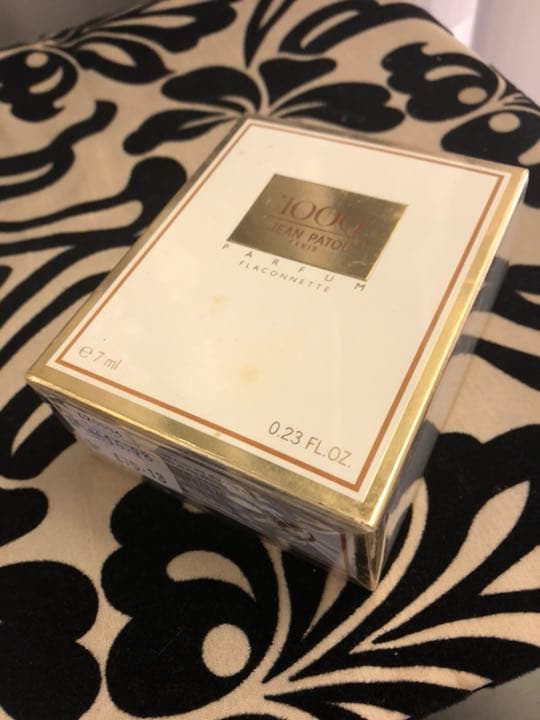 1000
JEAN PATOU
PARIS
PARFUM
FLACONNETTE
e 7 ml
0.23 FL.OZ.